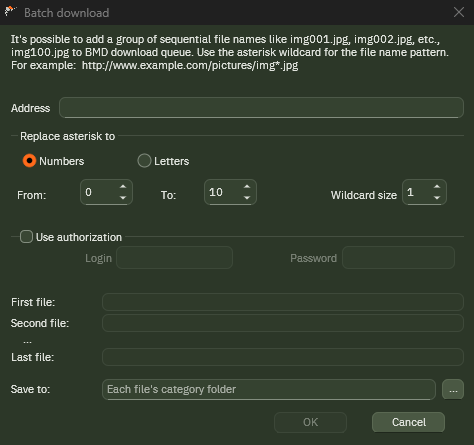 Batch download
It's possible to add a group of sequential file names like img001.jpg, img002.jpg, etc.,
img100.jpg to BMD download queue. Use the asterisk wildcard for the file name pattern.
For example: http://www.example.com/pictures/img*.jpg
Address
Replace asterisk to
Numbers Letters
From: 0 To: 10 Wildcard size 1
Use authorization
Login Password
First file:
Second file:
...
Last file:
Save to: Each file's category folder ...
OK Cancel